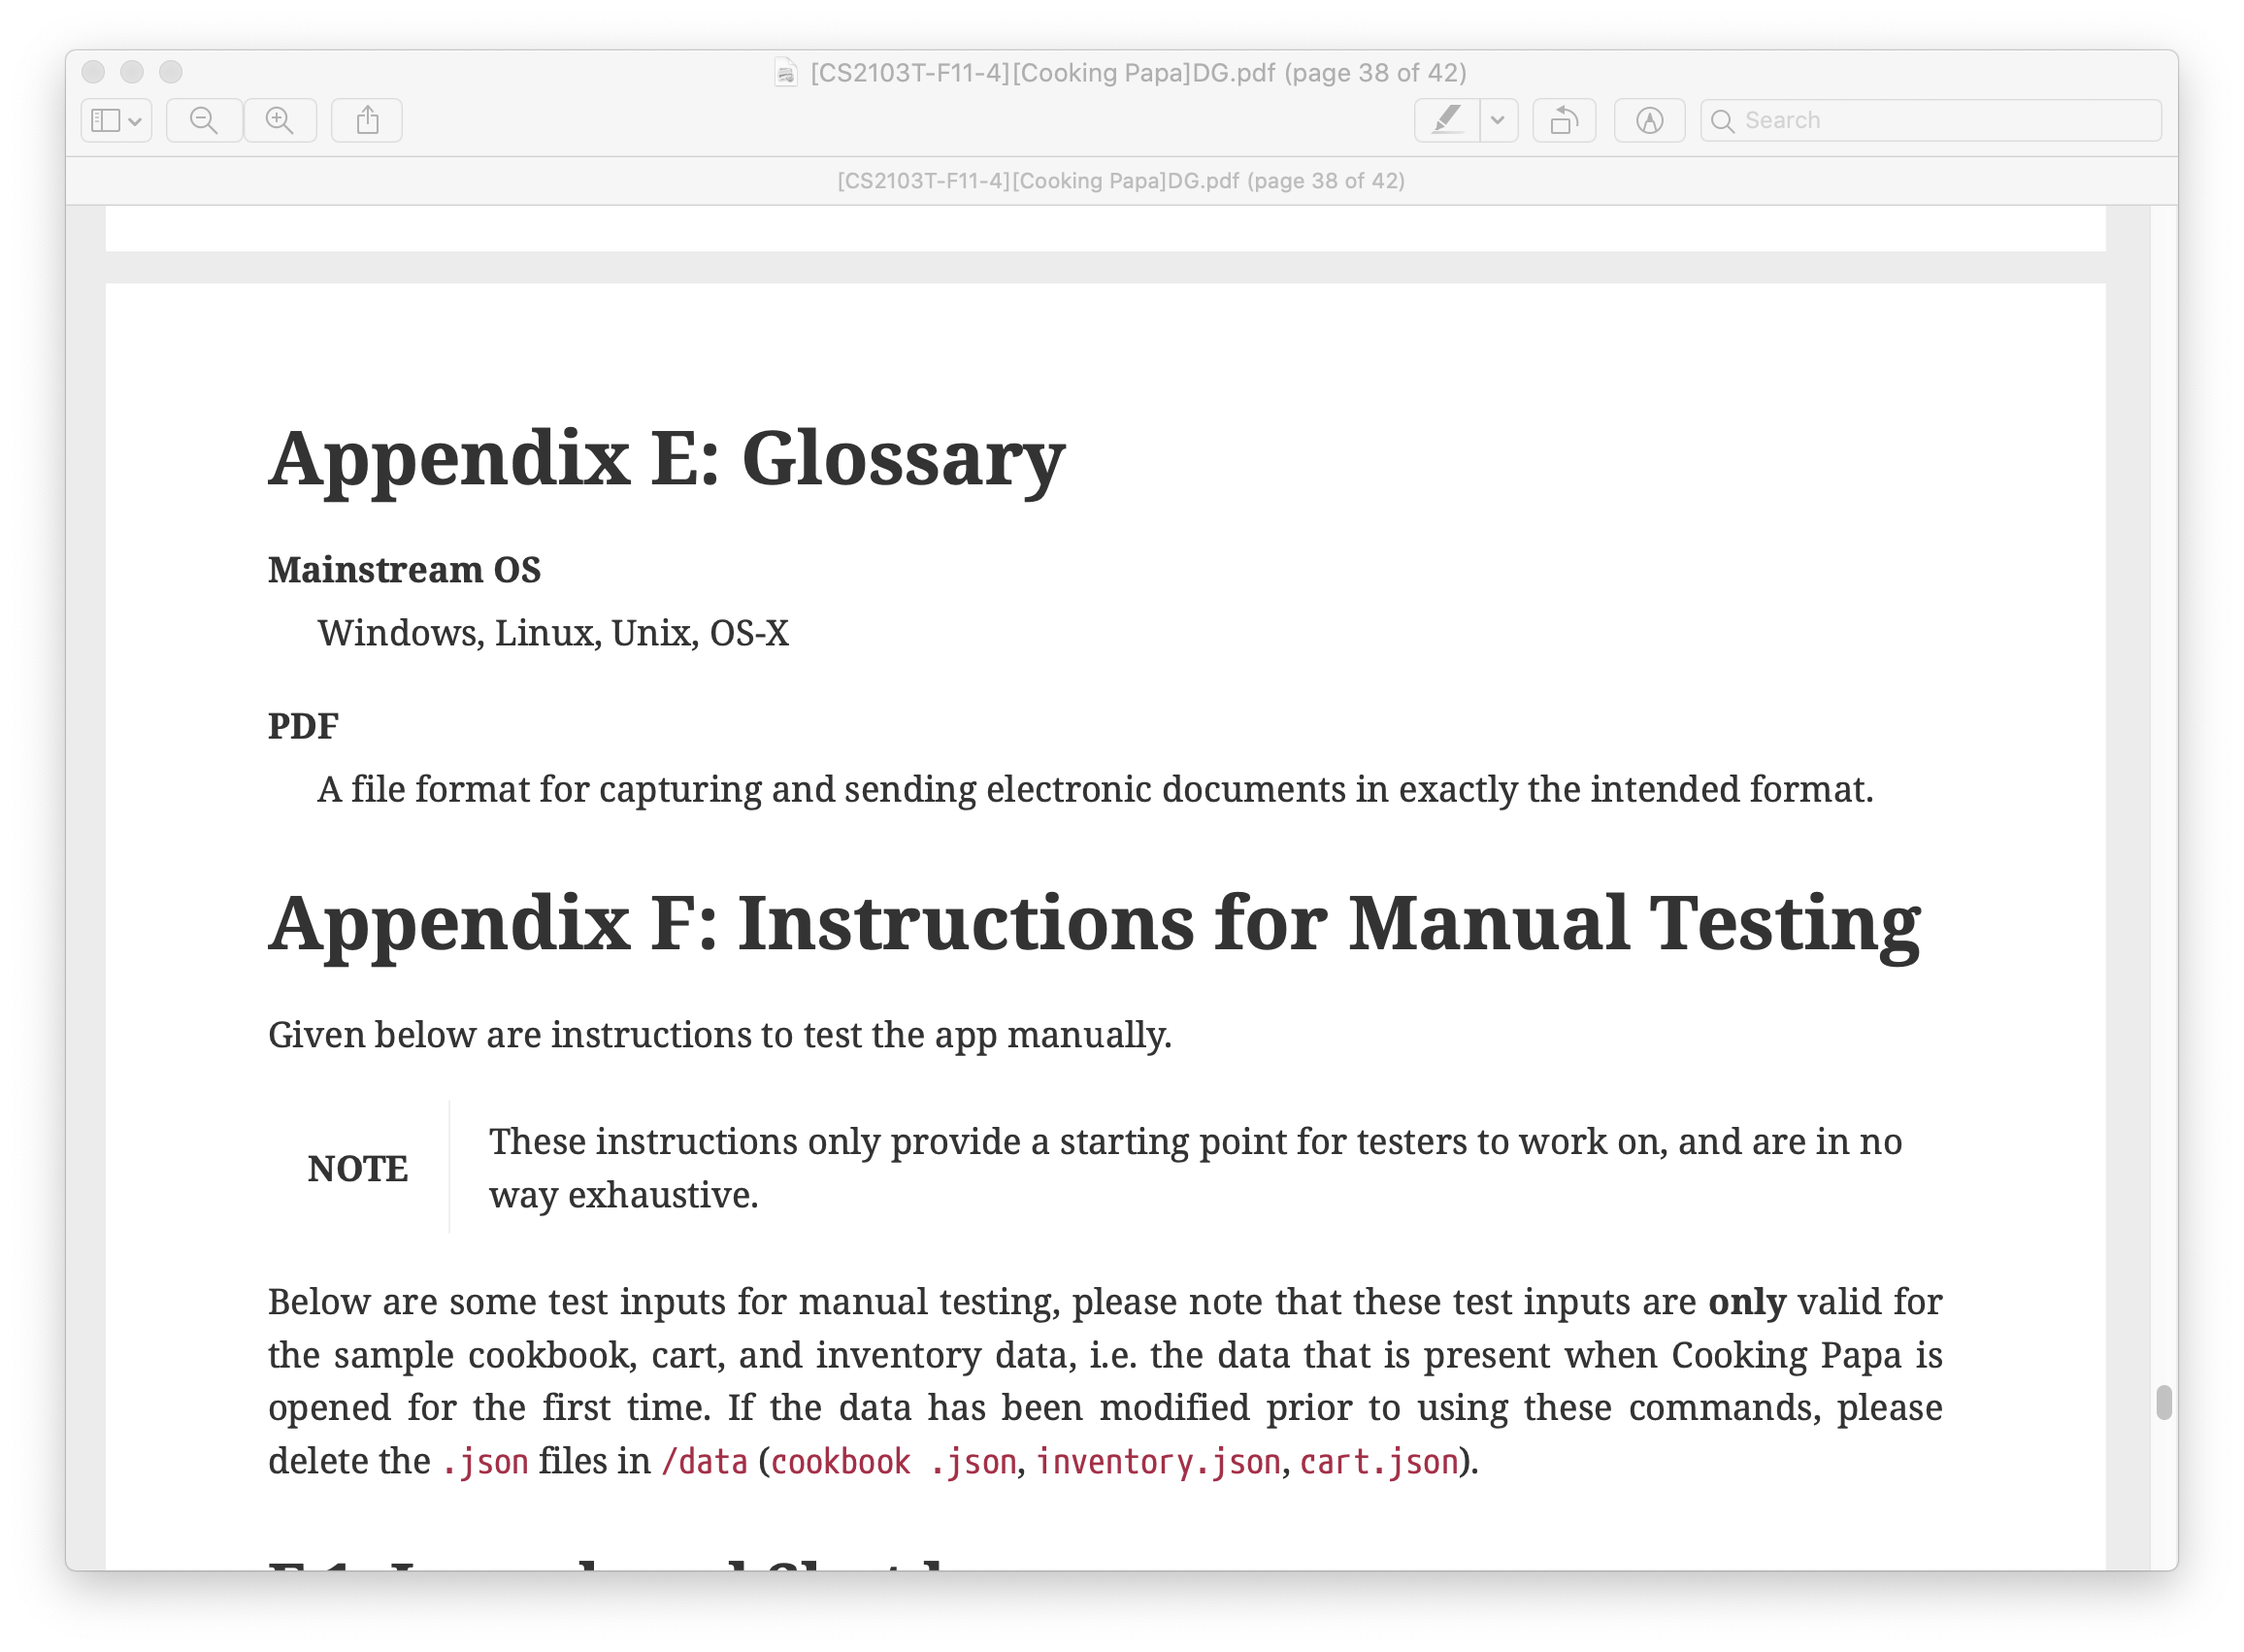 [CS2103T-F11-4][Cooking Papa]DG.pdf (page 38 of 42)
Search
[CS2103T-F11-4][Cooking Papa]DG.pdf (page 38 of 42)
Appendix E: Glossary
Mainstream OS
Windows, Linux, Unix, OS-X
PDF
A file format for capturing and sending electronic documents in exactly the intended format.
Appendix F: Instructions for Manual Testing
Given below are instructions to test the app manually.
NOTE
These instructions only provide a starting point for testers to work on, and are in no
way exhaustive.
Below are some test inputs for manual testing, please note that these test inputs are only valid for
the sample cookbook, cart, and inventory data, i.e. the data that is present when Cooking Papa is
opened for the first time. If the data has been modified prior to using these commands, please
delete the .json files in /data (cookbook .json, inventory.json, cart.json).